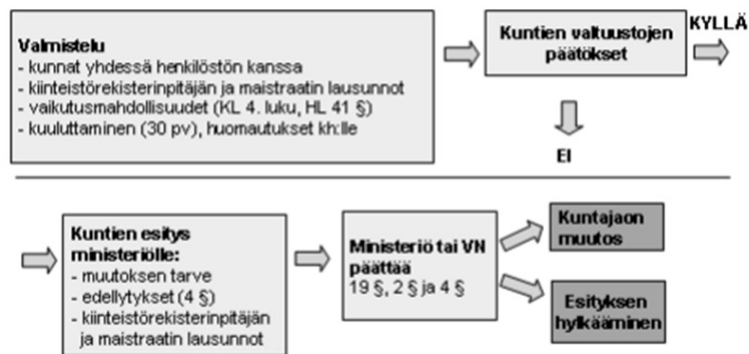 Valmistelu
- kunnat yhdessä henkilöstön kanssa
- kiinteistörekisterinpitäjän ja maistraatin lausunnot
- vaikutusmahdollisuudet (KL 4. luku, HL 41 §)
- kuuluttaminen (30 pv), huomautukset kh:lle
Kuntien valtuustojen
päätökset
KYLLÄ
EI
Kuntien esitys
ministeriölle:
- muutoksen tarve
- edellytykset (4 §)
- kiinteistörekisterinpitäjän
ja maistraatin lausunnot
Ministeriö tai VN
päättää
19 §, 2 § ja 4 §
Kuntajaon
muutos
Esityksen
hylkääminen